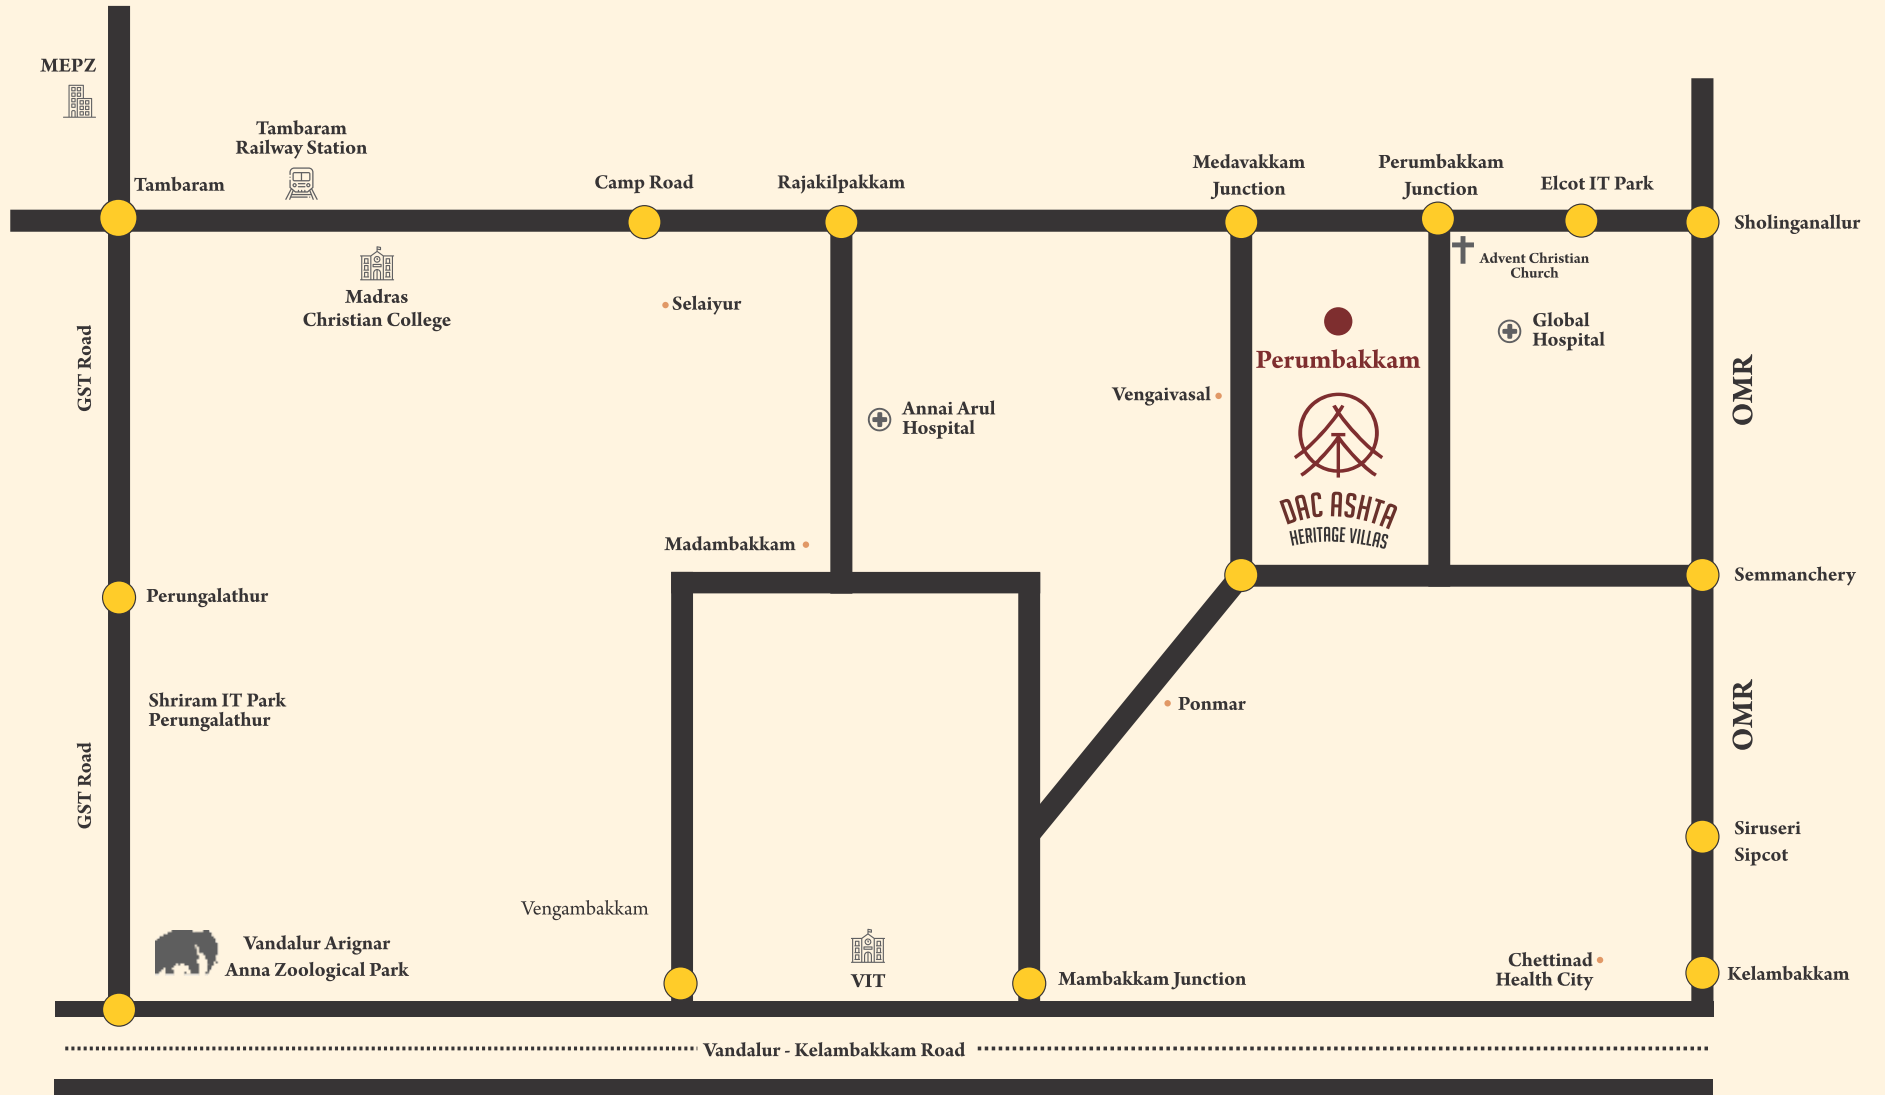 MEPZ
Tambaram
Railway Station
Tambaram
Camp Road
Rajakilpakkam
Medavakkam
Junction
Perumbakkam
Junction
Elcot IT Park
Sholinganallur
Advent Christian
Church
Madras
Christian College
Selaiyur
Global
Hospital
GST Road
Perumbakkam
OMR
Vengaivasal
Annai Arul
Hospital
DAC ASHTA
HERITAGE VILLAS
Madambakkam
Semmanchery
Perungalathur
Shriram IT Park
Perungalathur
Ponmar
OMR
GST Road
Siruseri
Sipcot
Vengambakkam
Vandalur Arignar
Anna Zoological Park
VIT
Mambakkam Junction
Chettinad
Health City
Kelambakkam
Vandalur - Kelambakkam Road